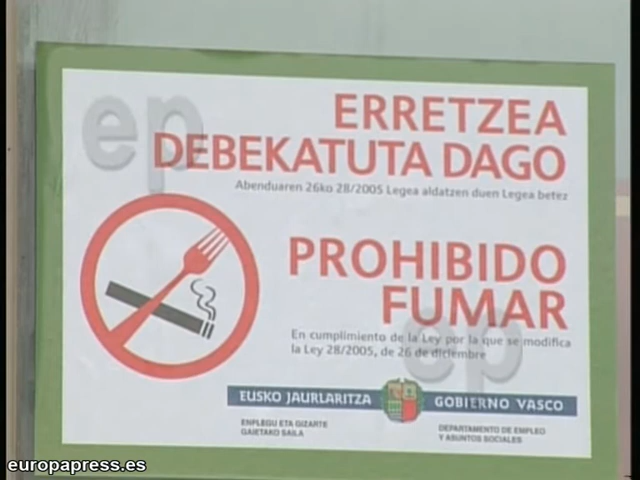 ERRETZEA
DEBEKATUTA DAGO
Abenduaren 26ko 28/2005 Legea aldatzen duen Legea betez
PROHIBIDO
FUMAR
En cumplimiento de la Ley por la que se modifica
la Ley 28/2005, de 26 de diciembre
EUSKO JAURLARITZA
GOBIERNO VASCO
ENPLEGU ETA GIZARTE
GAIETAKO SAILA
DEPARTAMENTO DE EMPLEO
Y ASUNTOS SOCIALES
ep
ep
europapress.es